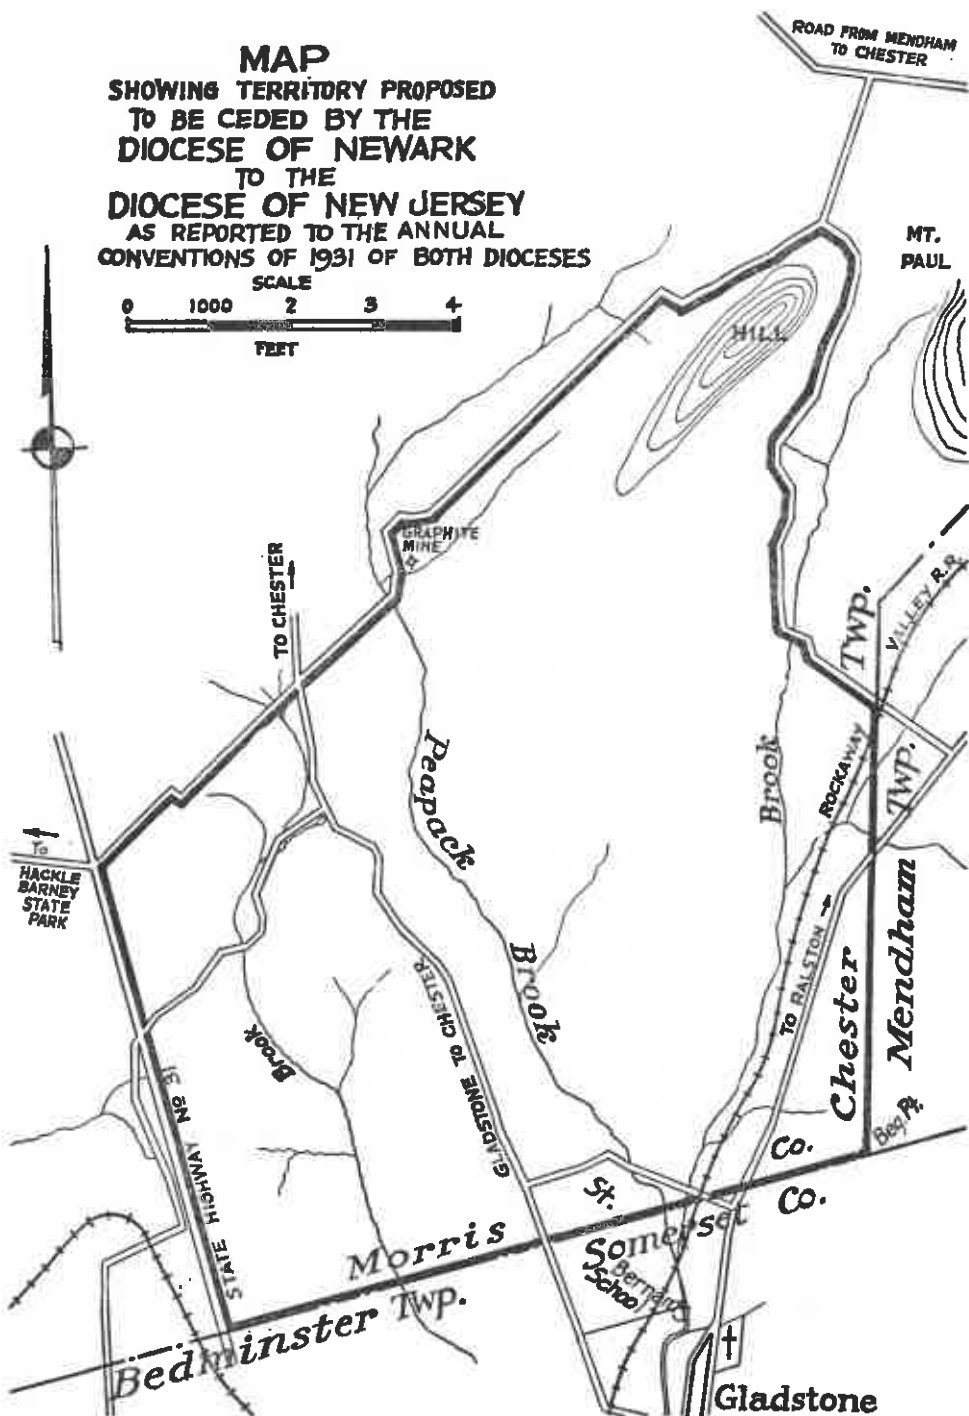 MAP
SHOWING TERRITORY PROPOSED
TO BE CEDED BY THE
DIOCESE OF NEWARK
TO THE
DIOCESE OF NEW JERSEY
AS REPORTED TO THE ANNUAL
CONVENTIONS OF 1931 OF BOTH DIOCESES
SCALE
0 1000 2 3 4
FEET
ROAD FROM MENDHAM
TO CHESTER
MT.
PAUL
HILL
GRAPHITE
MINE
TO CHESTER
VALLEY R.R.
Twp.
ROCKAWAY
Twp.
Peapack
Brook
Brook
To
HACKLE
BARNEY
STATE
PARK
Chester
Mendham
TO RALSTON
GLADSTONE TO CHESTER
Brook
STATE HIGHWAY No 31
Beg. Pt.
Morris
Co.
Somerset
Co.
St.
Bernard
School
Bedminster Twp.
Gladstone